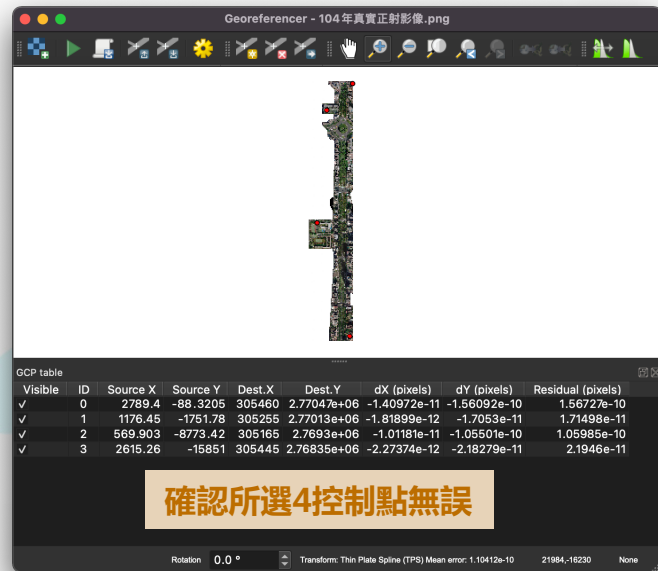 Georeferencer - 104年真實正射影像.png
GCP table
Visible ID Source X Source Y Dest.X Dest.Y dX (pixels) dY (pixels) Residual (pixels)
✓ 0 2789.4 -88.3205 305460 2.77047e+06 -1.40972e-11 -1.56092e-10 1.56727e-10
✓ 1 1176.45 -1751.78 305255 2.77013e+06 -1.81899e-12 -1.7053e-11 1.71498e-11
✓ 2 569.903 -8773.42 305165 2.7693e+06 -1.01181e-11 -1.05501e-10 1.05985e-10
✓ 3 2615.26 -15851 305445 2.76835e+06 -2.27374e-12 -2.18279e-11 2.1946e-11
確認所選4控制點無誤
Rotation 0.0 ° Transform: Thin Plate Spline (TPS) Mean error: 1.10412e-10 21984,-16230 None